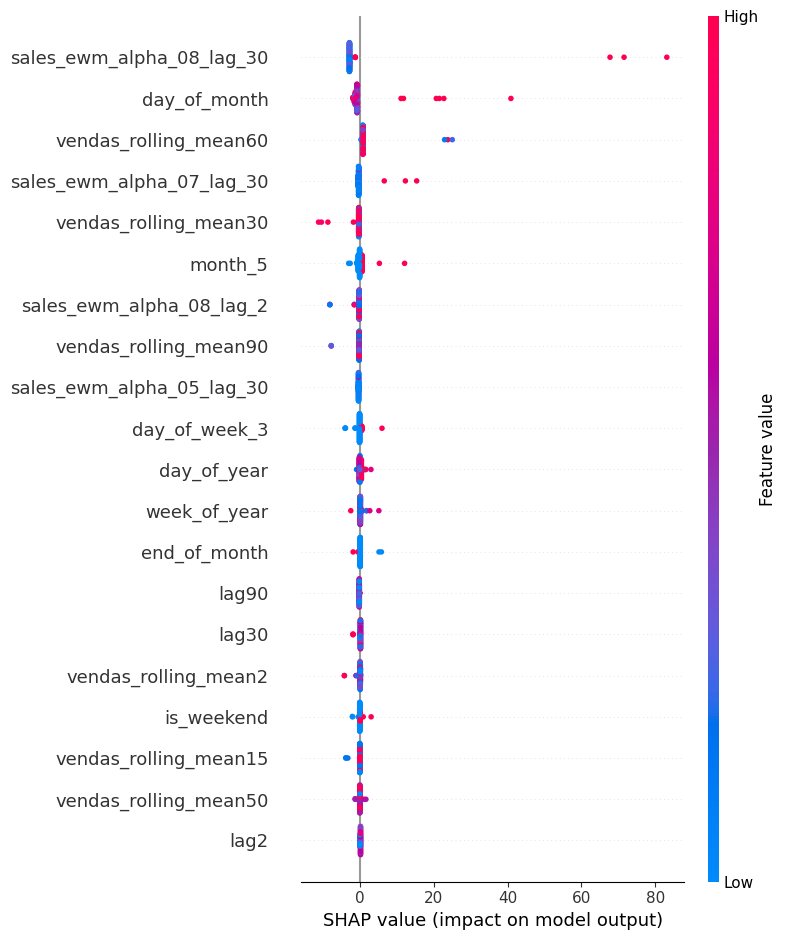 High
sales_ewm_alpha_08_lag_30
day_of_month
vendas_rolling_mean60
sales_ewm_alpha_07_lag_30
vendas_rolling_mean30
month_5
sales_ewm_alpha_08_lag_2
vendas_rolling_mean90
sales_ewm_alpha_05_lag_30
day_of_week_3
day_of_year
week_of_year
end_of_month
lag90
lag30
vendas_rolling_mean2
is_weekend
vendas_rolling_mean15
vendas_rolling_mean50
lag2
Feature value
Low
0 20 40 60 80
SHAP value (impact on model output)